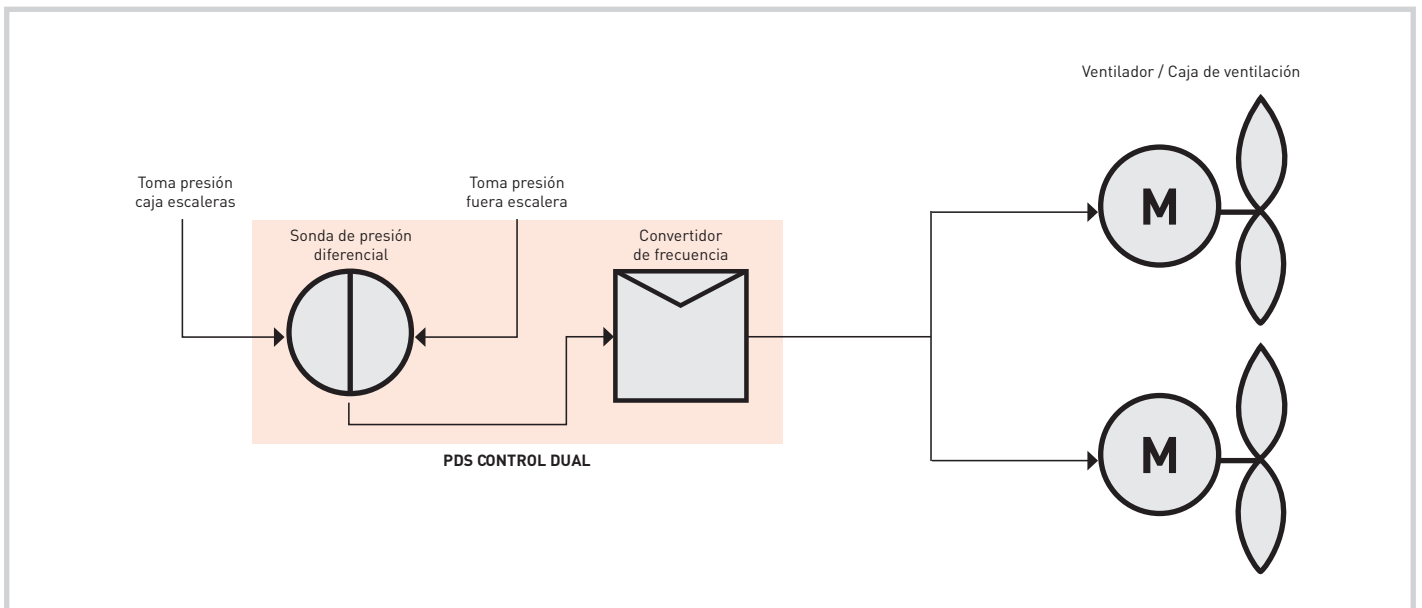 Ventilador / Caja de ventilación
Toma presión
caja escaleras
Toma presión
fuera escalera
Sonda de presión
diferencial
Convertidor
de frecuencia
M
M
PDS CONTROL DUAL